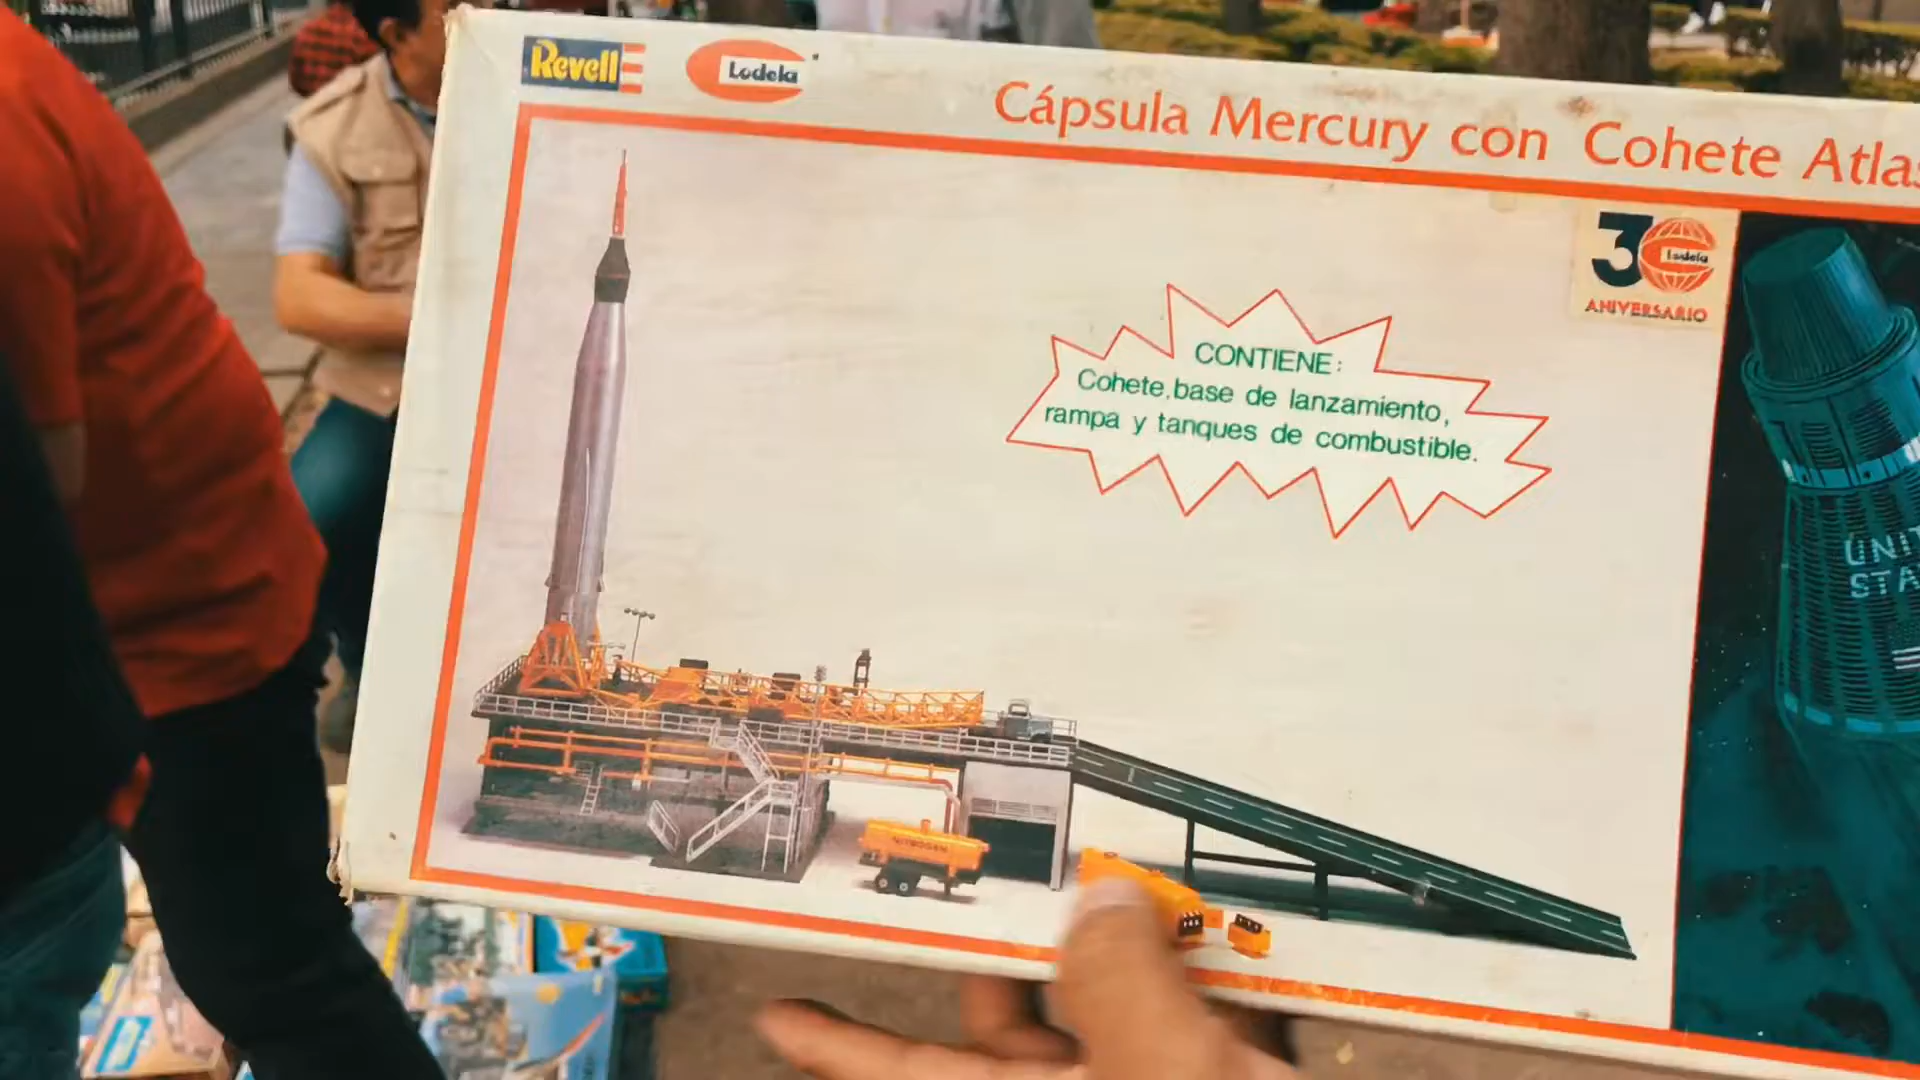 Revell
Lodela
Cápsula Mercury con Cohete Atlas
30
Lodela
ANIVERSARIO
CONTIENE:
Cohete, base de lanzamiento,
rampa y tanques de combustible.
UNIT
STA
NITROGEN